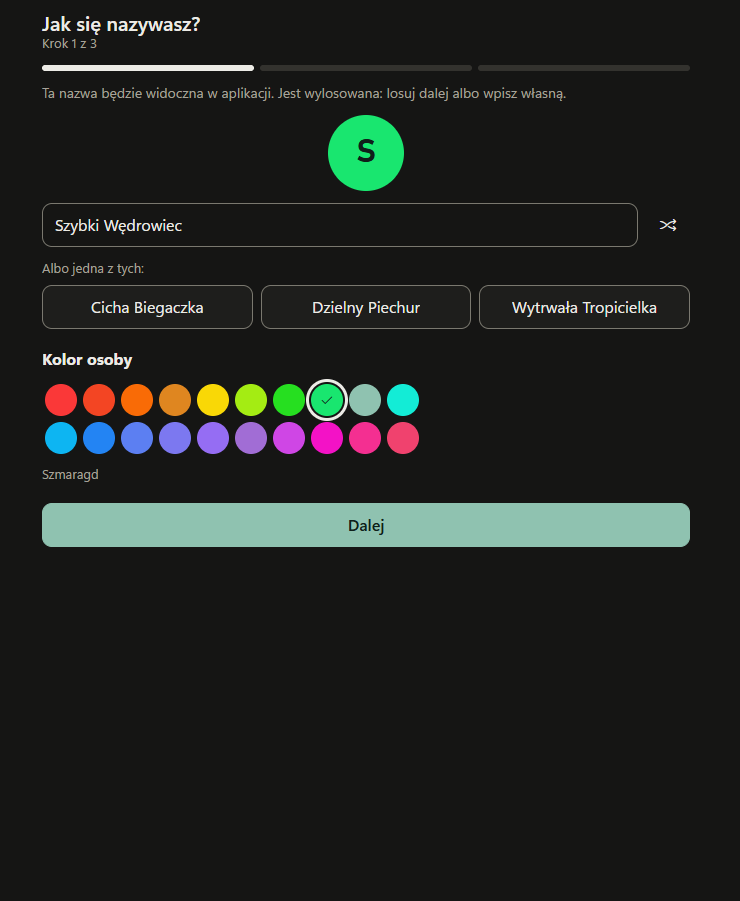 Jak się nazywasz?
Krok 1 z 3
Ta nazwa będzie widoczna w aplikacji. Jest wylosowana: losuj dalej albo wpisz własną.
S
Szybki Wędrowiec
Albo jedna z tych:
Cicha Biegaczka
Dzielny Piechur
Wytrwała Tropicielka
Kolor osoby
Szmaragd
Dalej